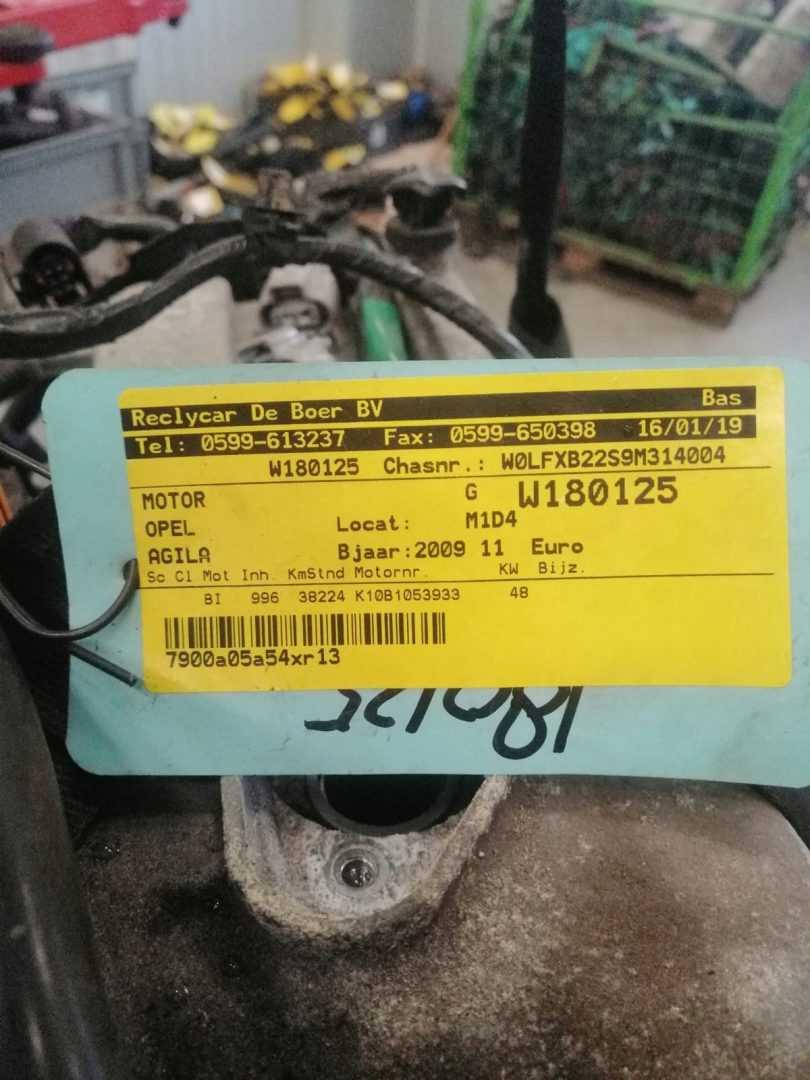 Reclycar De Boer BV Bas
Tel: 0599-613237 Fax: 0599-650398 16/01/19
W180125 Chasnr.: W0LFXB22S9M314004
MOTOR G W180125
OPEL Locat: M1D4
AGILA Bjaar:2009 11 Euro
Sc Cl Mot Inh. KmStnd Motornr. KW Bijz.
BI 996 38224 K10B1053933 48
7900a05a54xr13
180125